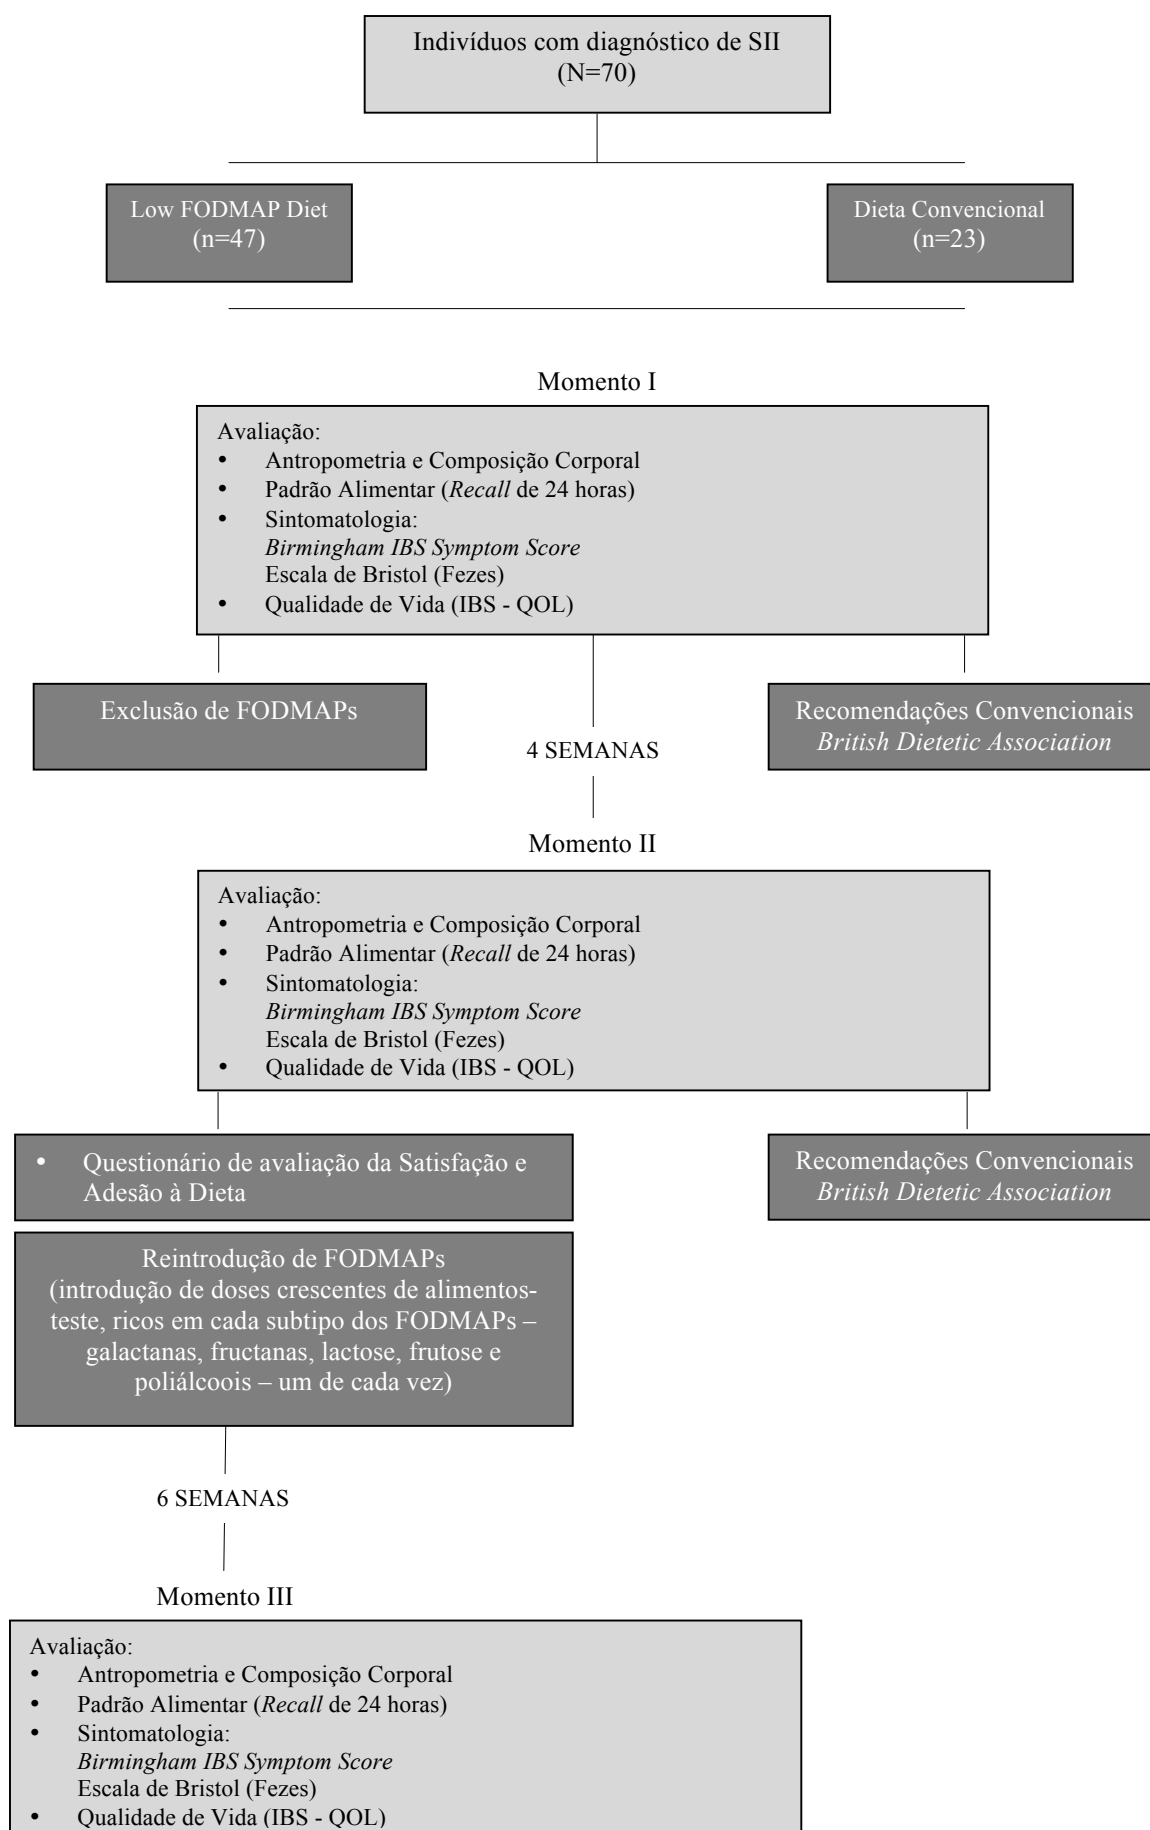 Indivíduos com diagnóstico de SII
(N=70)
Low FODMAP Diet
(n=47)
Dieta Convencional
(n=23)
Momento I
Avaliação:
• Antropometria e Composição Corporal
• Padrão Alimentar (Recall de 24 horas)
• Sintomatologia:
Birmingham IBS Symptom Score
Escala de Bristol (Fezes)
• Qualidade de Vida (IBS - QOL)
Exclusão de FODMAPs
4 SEMANAS
Recomendações Convencionais
British Dietetic Association
Momento II
Avaliação:
• Antropometria e Composição Corporal
• Padrão Alimentar (Recall de 24 horas)
• Sintomatologia:
Birmingham IBS Symptom Score
Escala de Bristol (Fezes)
• Qualidade de Vida (IBS - QOL)
• Questionário de avaliação da Satisfação e
Adesão à Dieta
Recomendações Convencionais
British Dietetic Association
Reintrodução de FODMAPs
(introdução de doses crescentes de alimentos-
teste, ricos em cada subtipo dos FODMAPs –
galactanas, fructanas, lactose, frutose e
poliálcoois – um de cada vez)
6 SEMANAS
Momento III
Avaliação:
• Antropometria e Composição Corporal
• Padrão Alimentar (Recall de 24 horas)
• Sintomatologia:
Birmingham IBS Symptom Score
Escala de Bristol (Fezes)
• Qualidade de Vida (IBS - QOL)